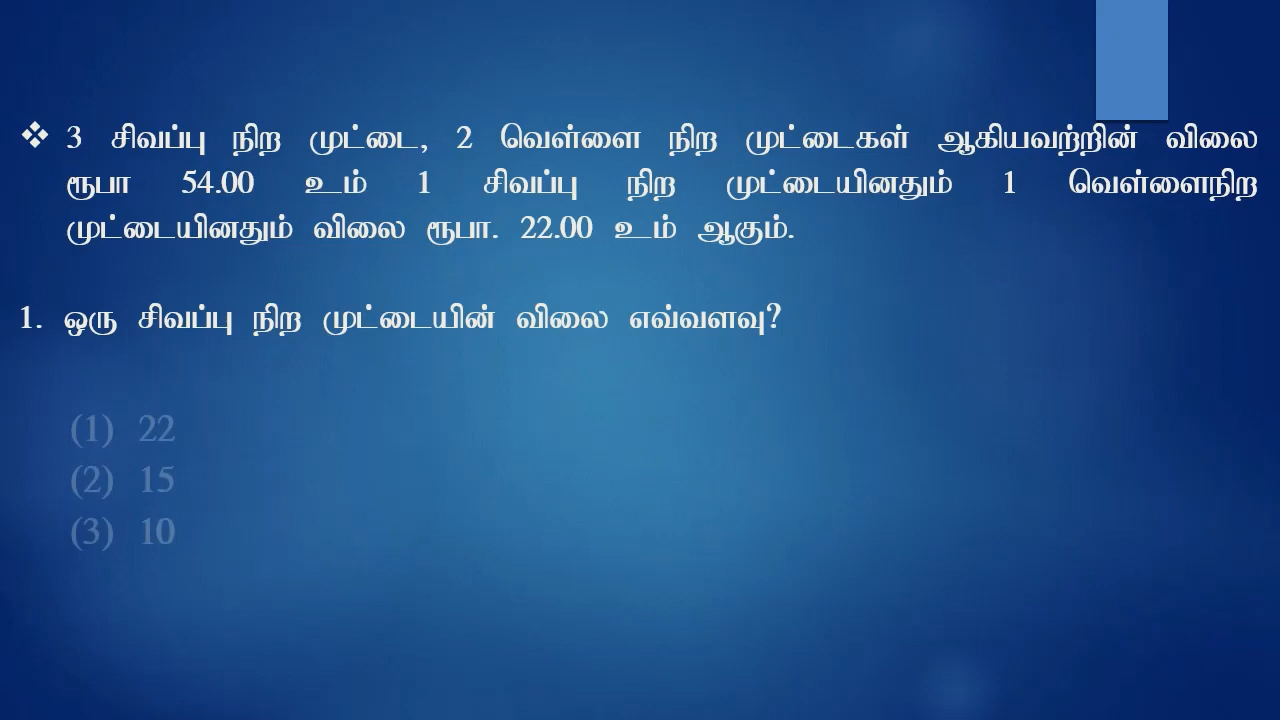 ❖ 3 சிவப்பு நிற முட்டை, 2 வெள்ளை நிற முட்டைகள் ஆகியவற்றின் விலை
ரூபா 54.00 உம் 1 சிவப்பு நிற முட்டையினதும் 1 வெள்ளைநிற
முட்டையினதும் விலை ரூபா. 22.00 உம் ஆகும்.
1. ஒரு சிவப்பு நிற முட்டையின் விலை எவ்வளவு?
(1) 22
(2) 15
(3) 10